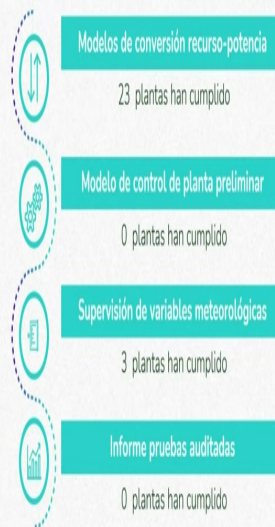 Modelos de conversión recurso-potencia
23 plantas han cumplido
Modelo de control de planta preliminar
0 plantas han cumplido
Supervisión de variables meteorológicas
3 plantas han cumplido
Informe pruebas auditadas
0 plantas han cumplido